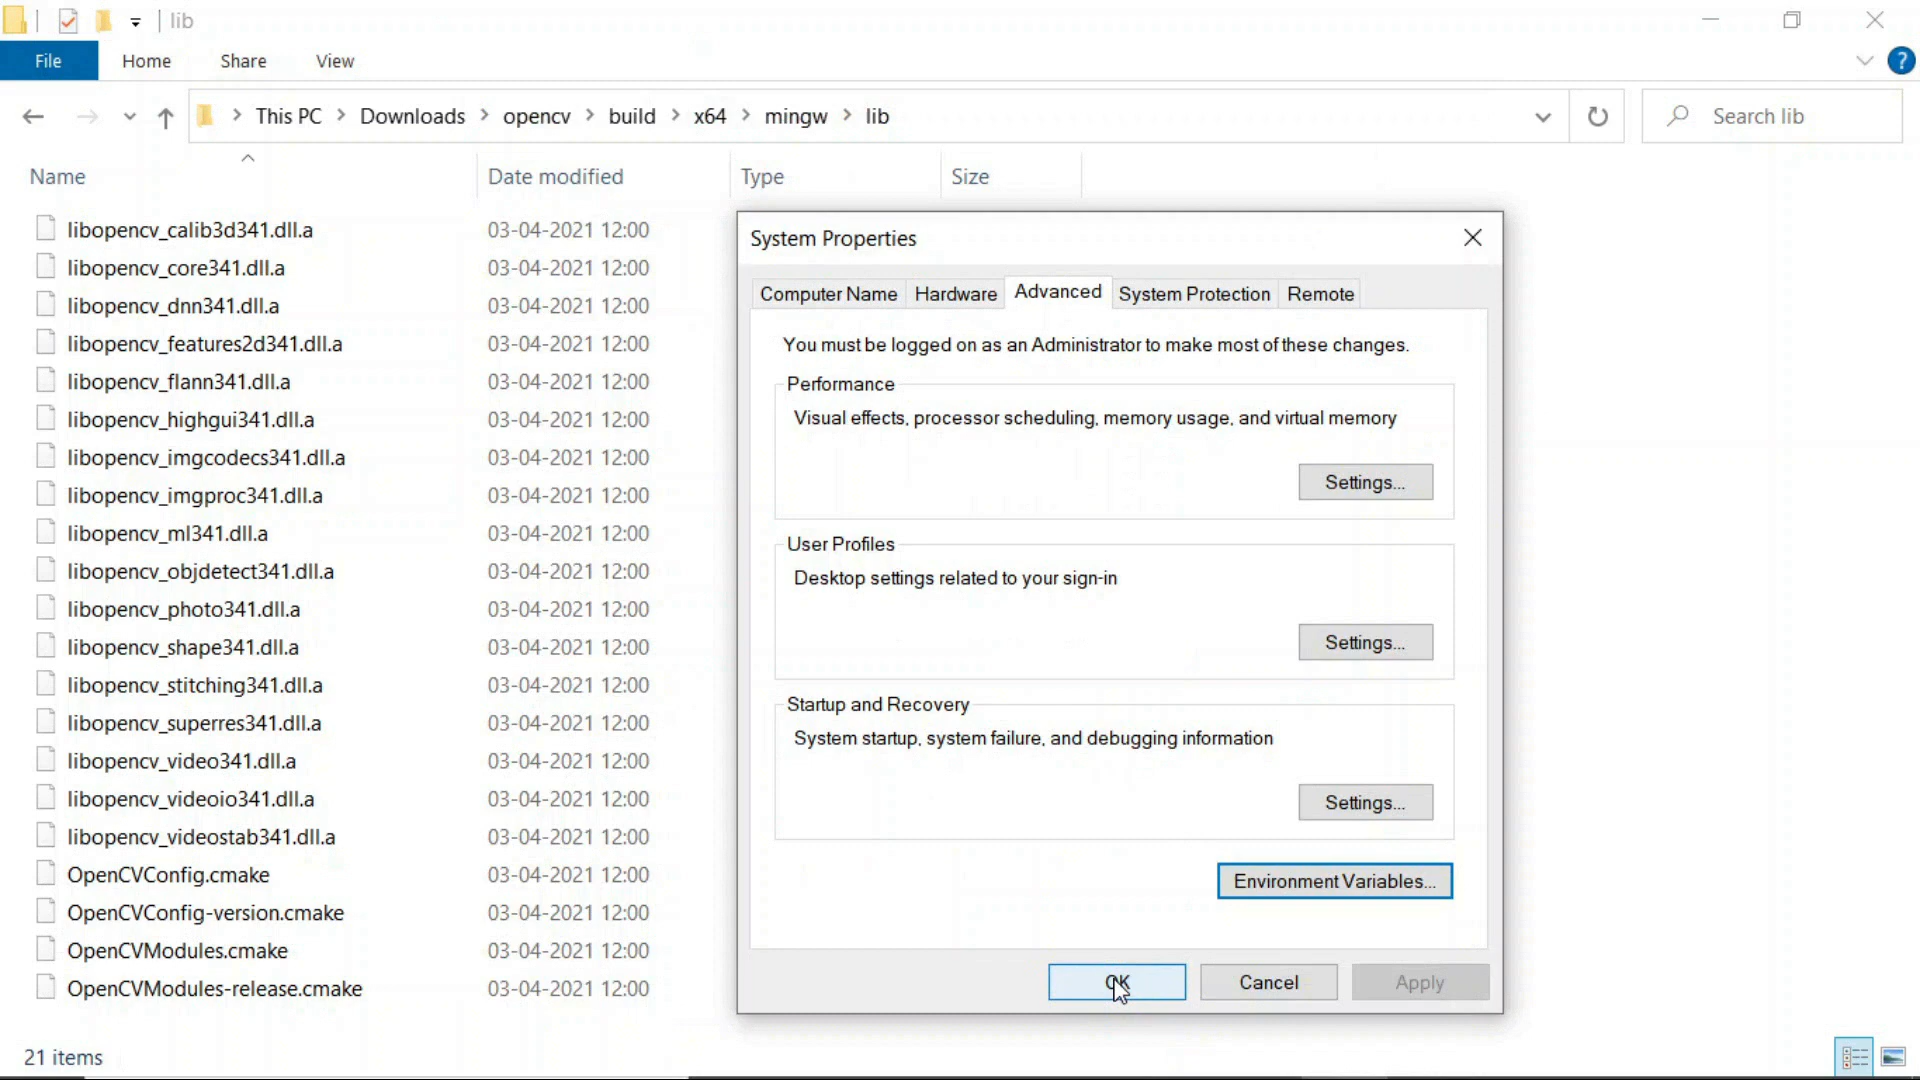 lib
File Home Share View
?
This PC Downloads opencv build x64 mingw lib
Search lib
Name Date modified Type Size
libopencv_calib3d341.dll.a 03-04-2021 12:00
libopencv_core341.dll.a 03-04-2021 12:00
libopencv_dnn341.dll.a 03-04-2021 12:00
libopencv_features2d341.dll.a 03-04-2021 12:00
libopencv_flann341.dll.a 03-04-2021 12:00
libopencv_highgui341.dll.a 03-04-2021 12:00
libopencv_imgcodecs341.dll.a 03-04-2021 12:00
libopencv_imgproc341.dll.a 03-04-2021 12:00
libopencv_ml341.dll.a 03-04-2021 12:00
libopencv_objdetect341.dll.a 03-04-2021 12:00
libopencv_photo341.dll.a 03-04-2021 12:00
libopencv_shape341.dll.a 03-04-2021 12:00
libopencv_stitching341.dll.a 03-04-2021 12:00
libopencv_superres341.dll.a 03-04-2021 12:00
libopencv_video341.dll.a 03-04-2021 12:00
libopencv_videoio341.dll.a 03-04-2021 12:00
libopencv_videostab341.dll.a 03-04-2021 12:00
OpenCVConfig.cmake 03-04-2021 12:00
OpenCVConfig-version.cmake 03-04-2021 12:00
OpenCVModules.cmake 03-04-2021 12:00
OpenCVModules-release.cmake 03-04-2021 12:00
21 items
System Properties
Computer Name Hardware Advanced System Protection Remote
You must be logged on as an Administrator to make most of these changes.
Performance
Visual effects, processor scheduling, memory usage, and virtual memory
Settings...
User Profiles
Desktop settings related to your sign-in
Settings...
Startup and Recovery
System startup, system failure, and debugging information
Settings...
Environment Variables...
OK Cancel Apply